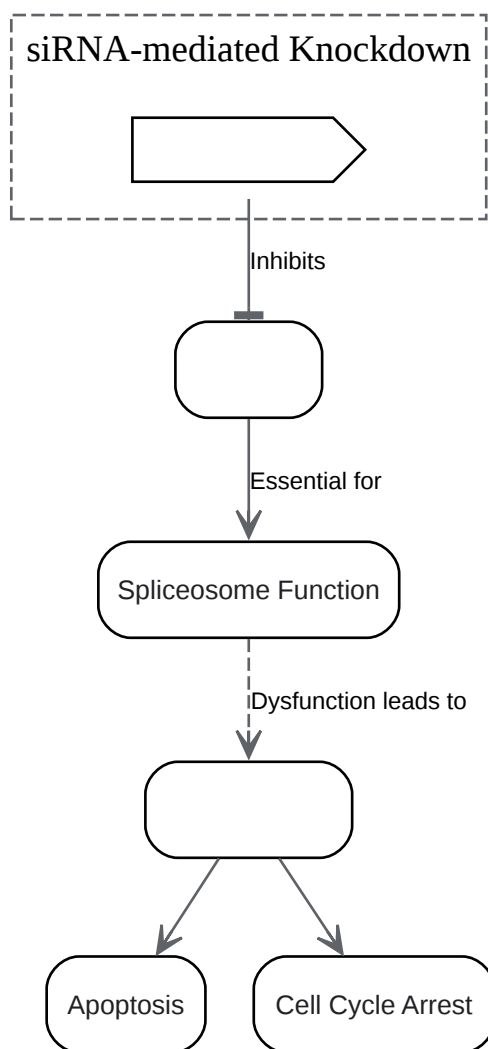 siRNA-mediated Knockdown
Inhibits
Essential for
Spliceosome Function
Dysfunction leads to
Apoptosis
Cell Cycle Arrest